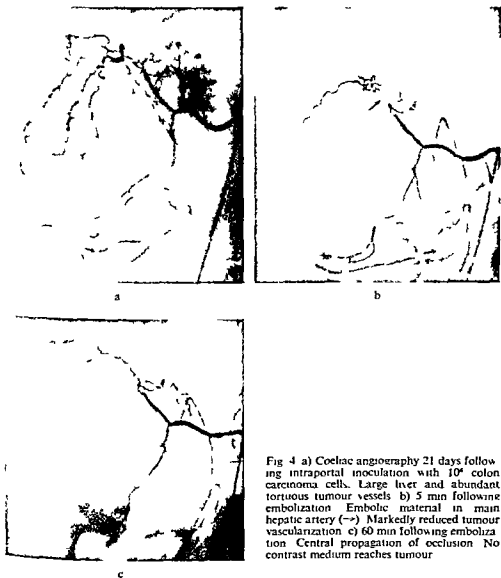 a
b
c
Fig 4 a) Coeliac angiography 21 days follow
ing intraportal inoculation with 10⁴ colon
carcinoma cells. Large liver and abundant
tortuous tumour vessels b) 5 min following
embolization Embolic material in main
hepatic artery (→) Markedly reduced tumour
vascularization c) 60 min following emboliza
tion Central propagation of occlusion No
contrast medium reaches tumour